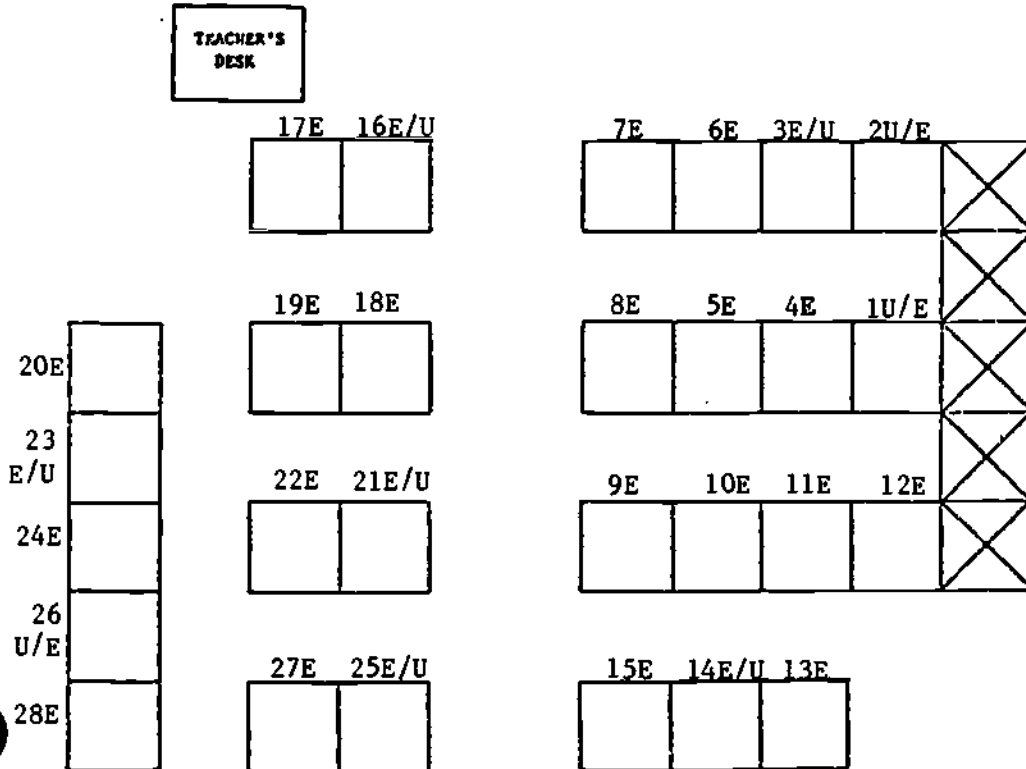 TEACHER'S
DESK
17E 16E/U 7E 6E 3E/U 2U/E
19E 18E 8E 5E 4E 1U/E
20E
23
E/U
22E 21E/U 9E 10E 11E 12E
24E
26
U/E
27E 25E/U 15E 14E/U 13E
28E